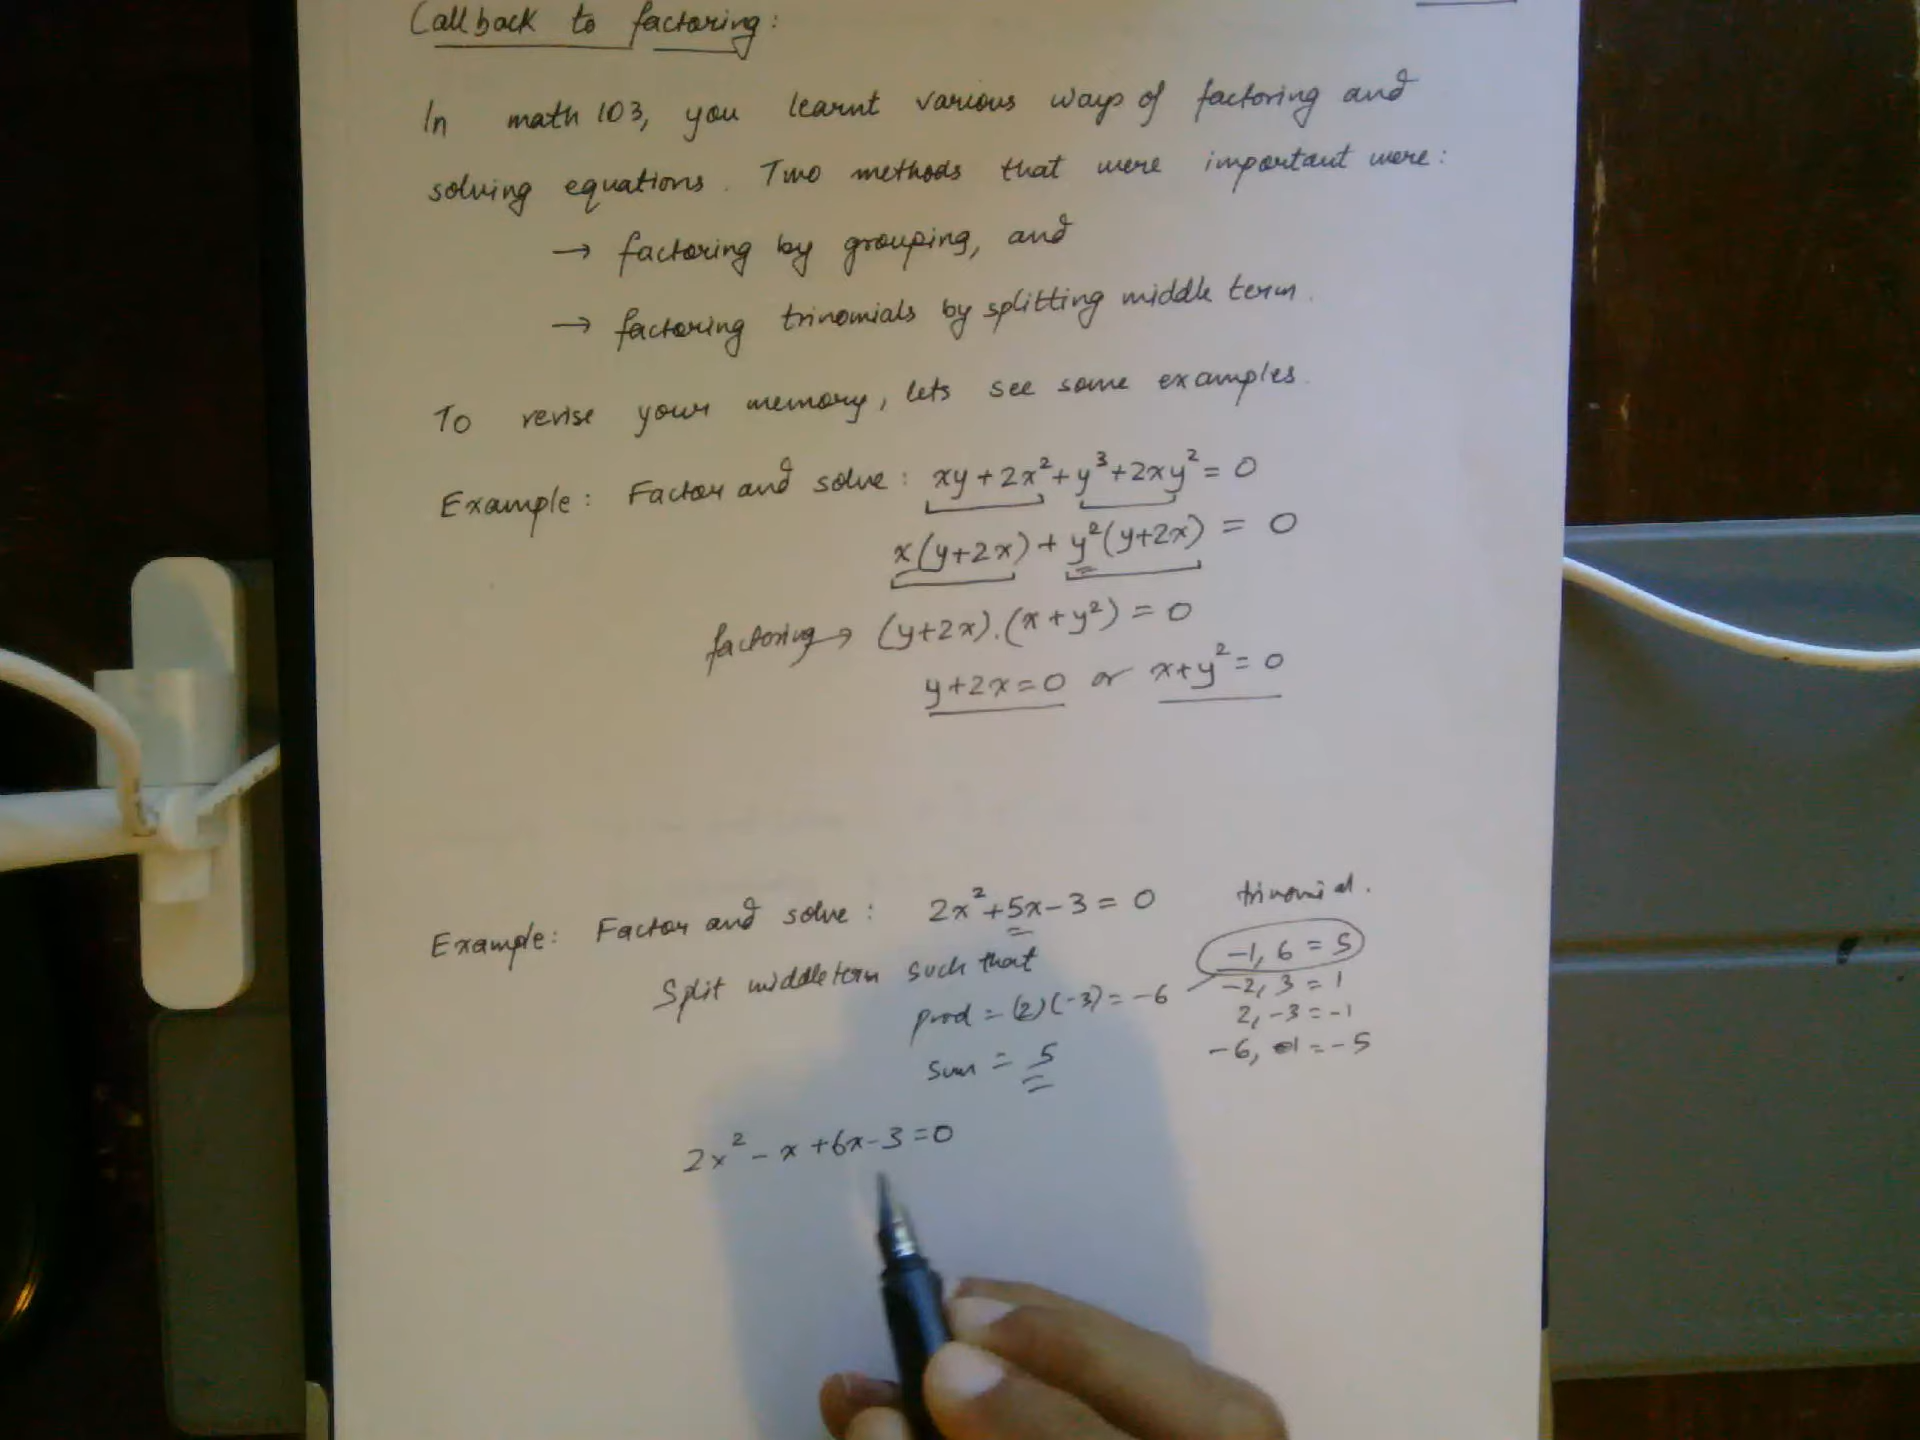 Callback to factoring:
In math 103, you learnt various ways of factoring and
solving equations. Two methods that were important were:
→ factoring by grouping, and
→ factoring trinomials by splitting middle term.
To revise your memory, lets see some examples.
Example: Factor and solve: xy + 2x² + y³ + 2xy² = 0
x(y+2x) + y²(y+2x) = 0
factoring → (y+2x).(x+y²) = 0
y+2x=0 or x+y²=0
Example: Factor and solve: 2x²+5x-3=0 trinomial.
Split middle term such that
-1, 6 = 5
prod = (2)(-3) = -6
-2, 3 = 1
2, -3 = -1
sum = 5
-6, 1 = -5
2x² - x + 6x - 3 = 0